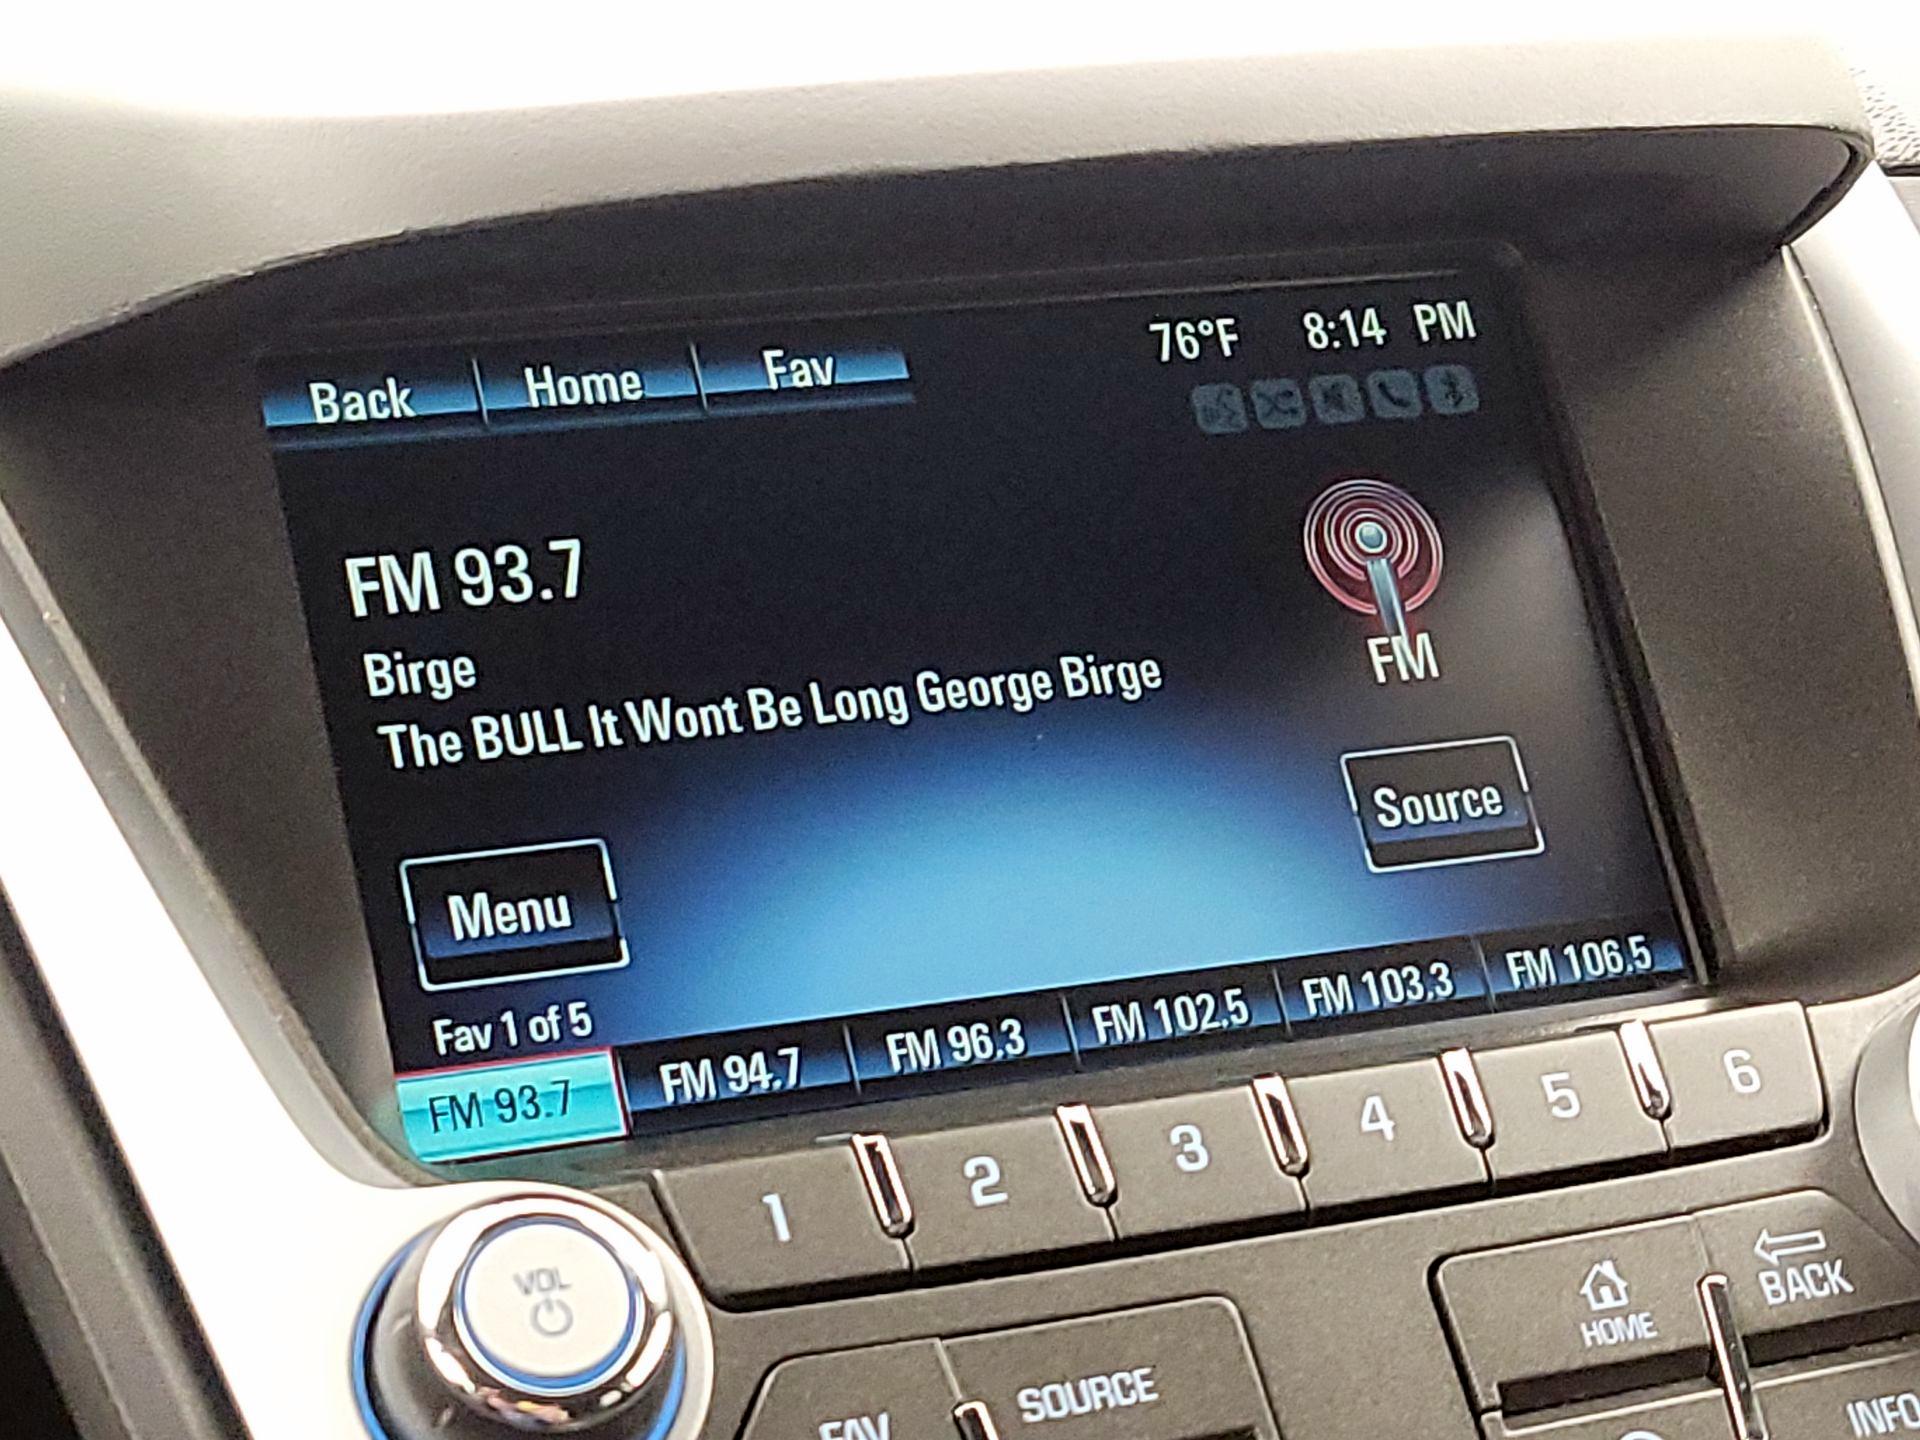 Back Home Fav 76°F 8:14 PM
FM 93.7
Birge
The BULL It Wont Be Long George Birge
FM
Source
Menu
Fav 1 of 5
FM 93.7 FM 94.7 FM 96.3 FM 102.5 FM 103.3 FM 106.5
1 2 3 4 5 6
VOL
HOME BACK
FAV SOURCE
INFO